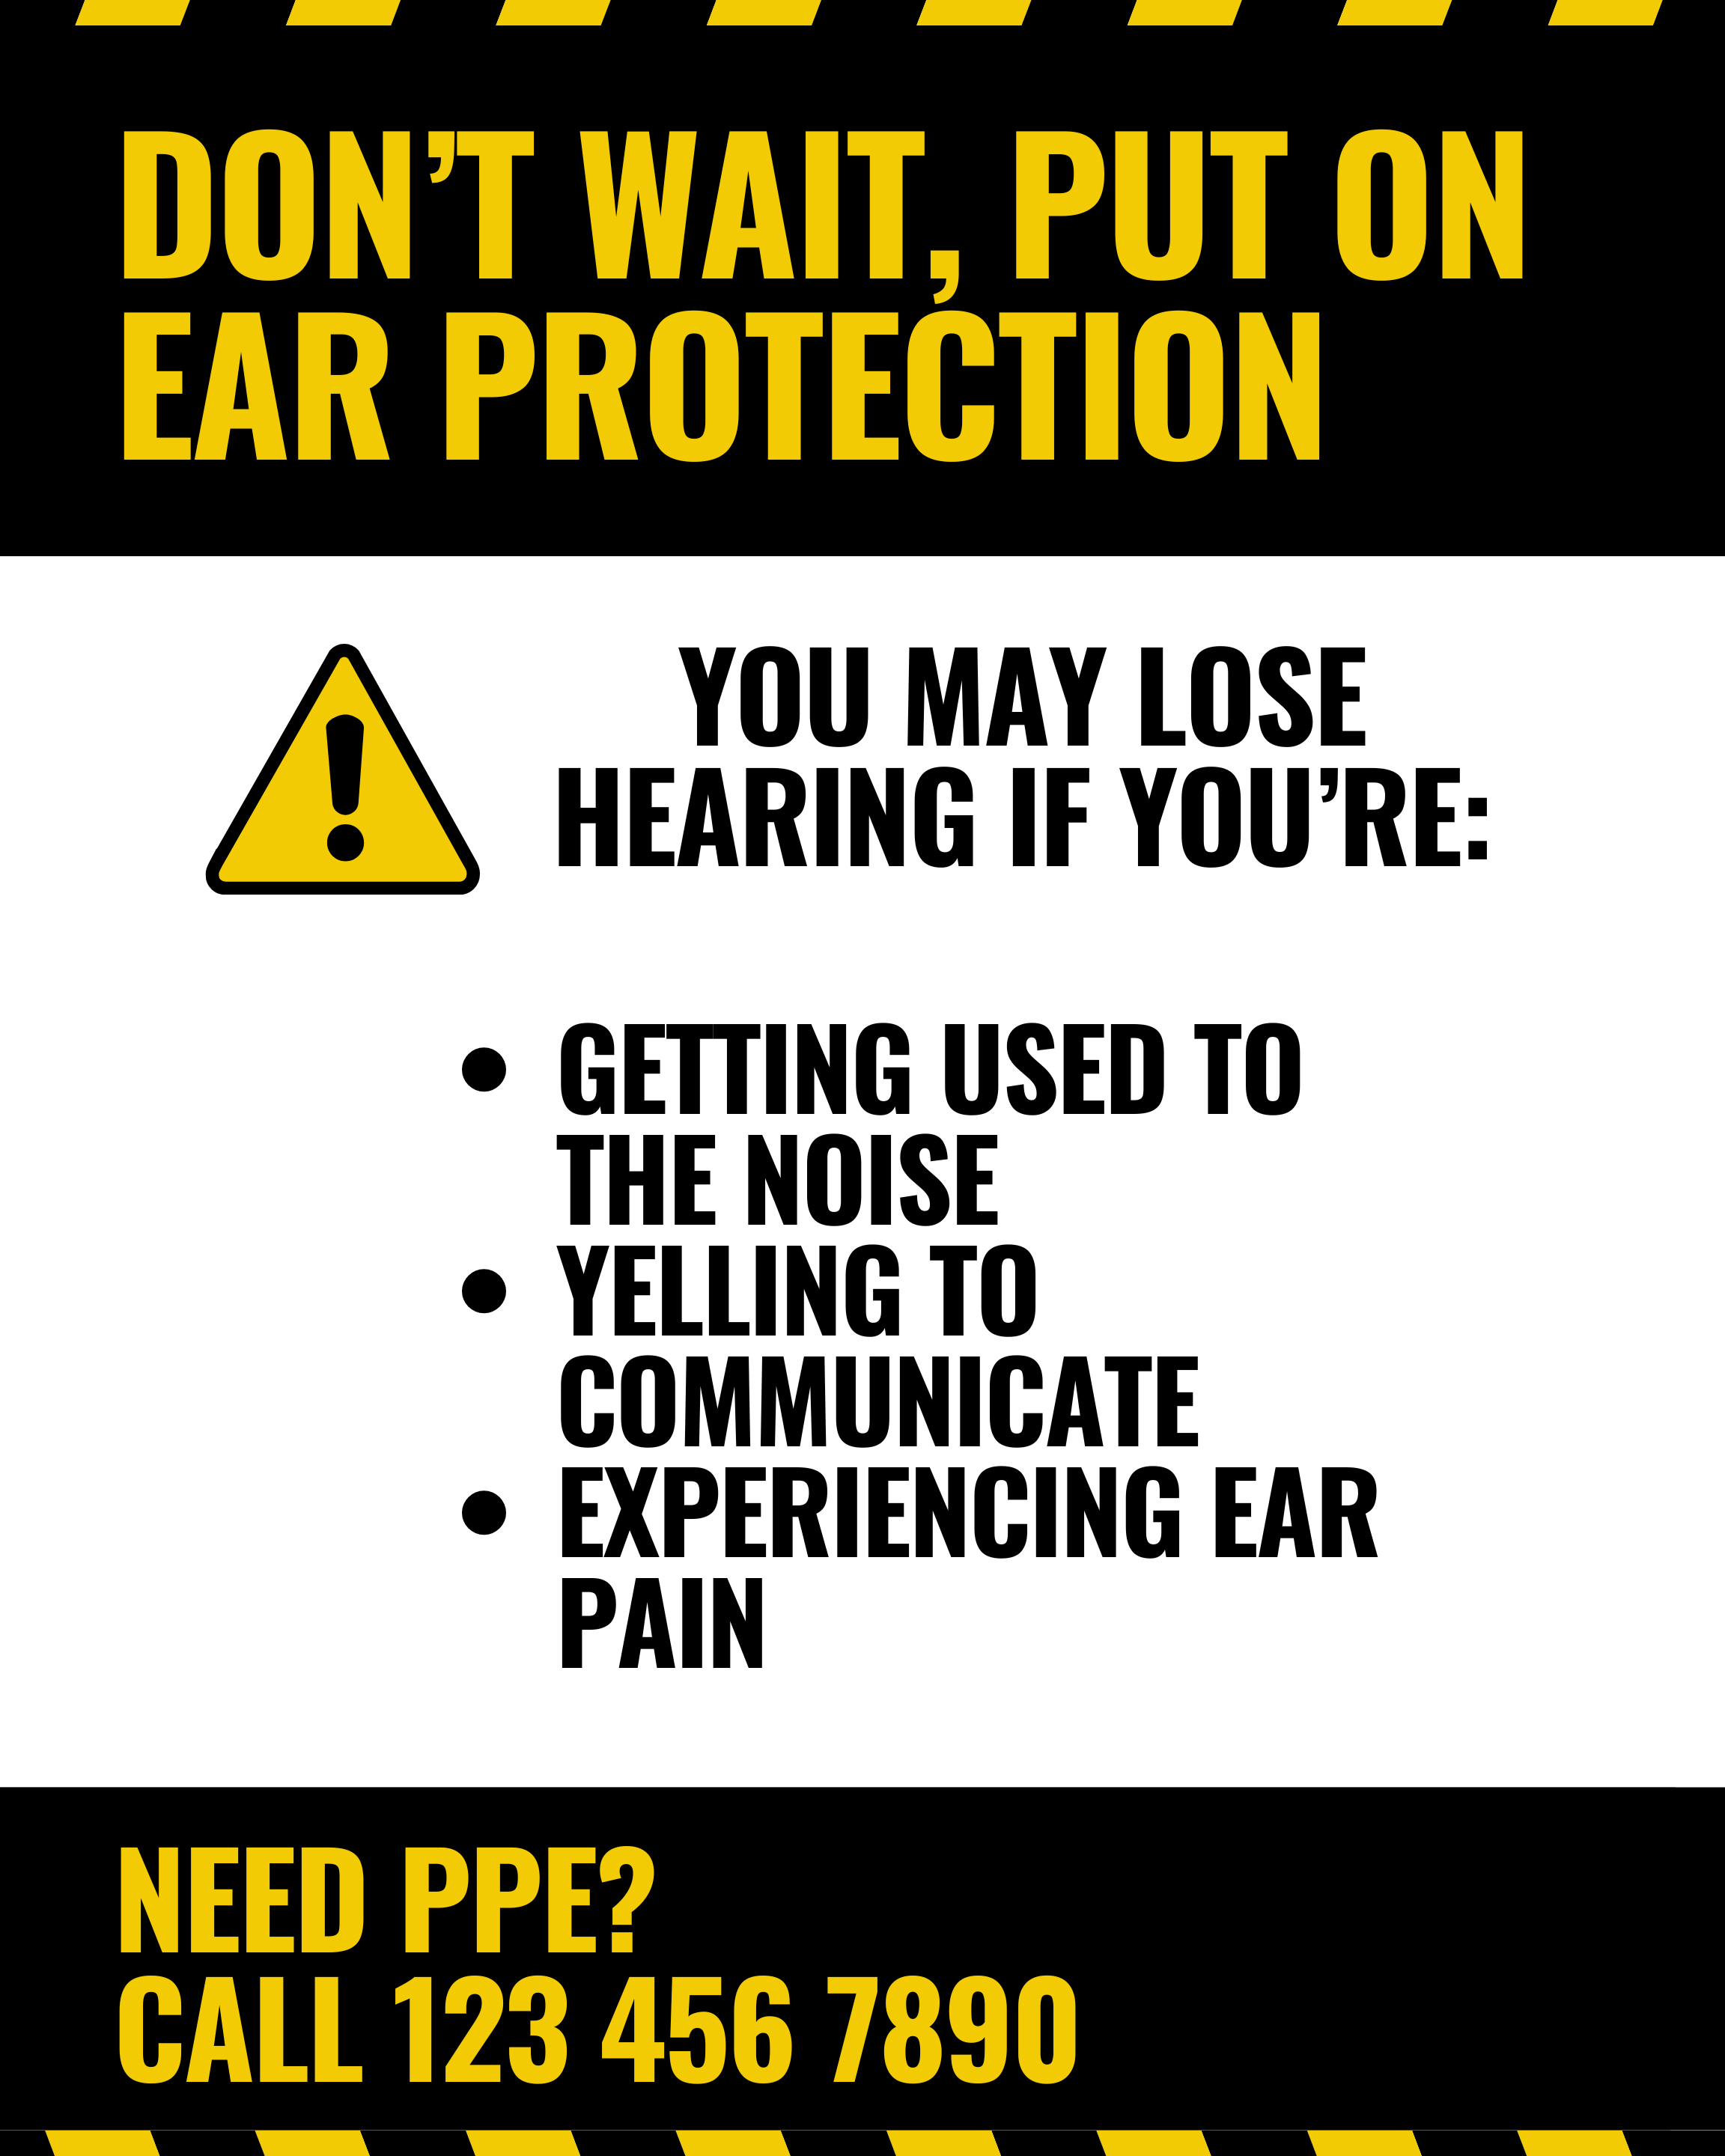 DON’T WAIT, PUT ON
EAR PROTECTION
YOU MAY LOSE
HEARING IF YOU’RE:
• GETTING USED TO
THE NOISE
• YELLING TO
COMMUNICATE
• EXPERIENCING EAR
PAIN
NEED PPE?
CALL 123 456 7890